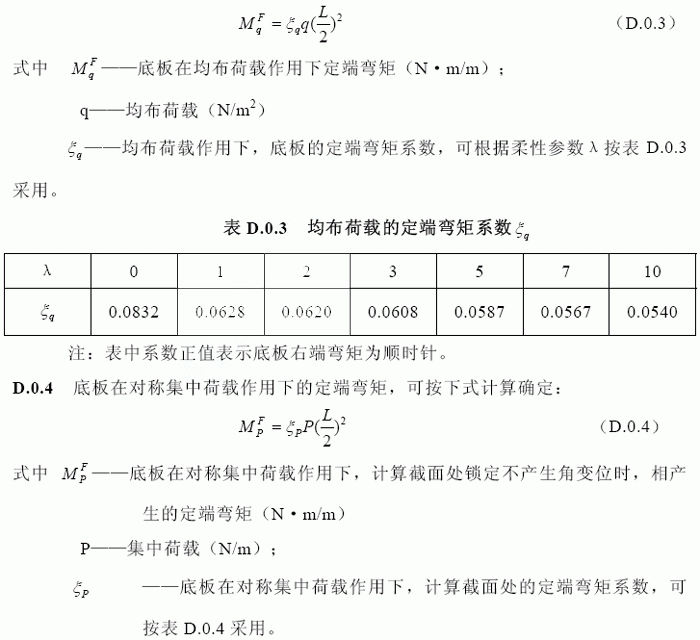 M_q^F = ξ_q q(L/2)² （D.0.3）
式中 M_q^F——底板在均布荷载作用下定端弯矩（N·m/m）；
q——均布荷载（N/m²）
ξ_q——均布荷载作用下，底板的定端弯矩系数，可根据柔性参数 λ 按表 D.0.3
采用。
表 D.0.3 均布荷载的定端弯矩系数 ξ_q
λ 0 1 2 3 5 7 10
ξ_q 0.0832 0.0628 0.0620 0.0608 0.0587 0.0567 0.0540
注：表中系数正值表示底板右端弯矩为顺时针。
D.0.4 底板在对称集中荷载作用下的定端弯矩，可按下式计算确定：
M_P^F = ξ_P P(L/2)² （D.0.4）
式中 M_P^F——底板在对称集中荷载作用下，计算截面处锁定不产生角变位时，相产
生的定端弯矩（N·m/m）
P——集中荷载（N/m）；
ξ_P ——底板在对称集中荷载作用下，计算截面处的定端弯矩系数，可
按表 D.0.4 采用。